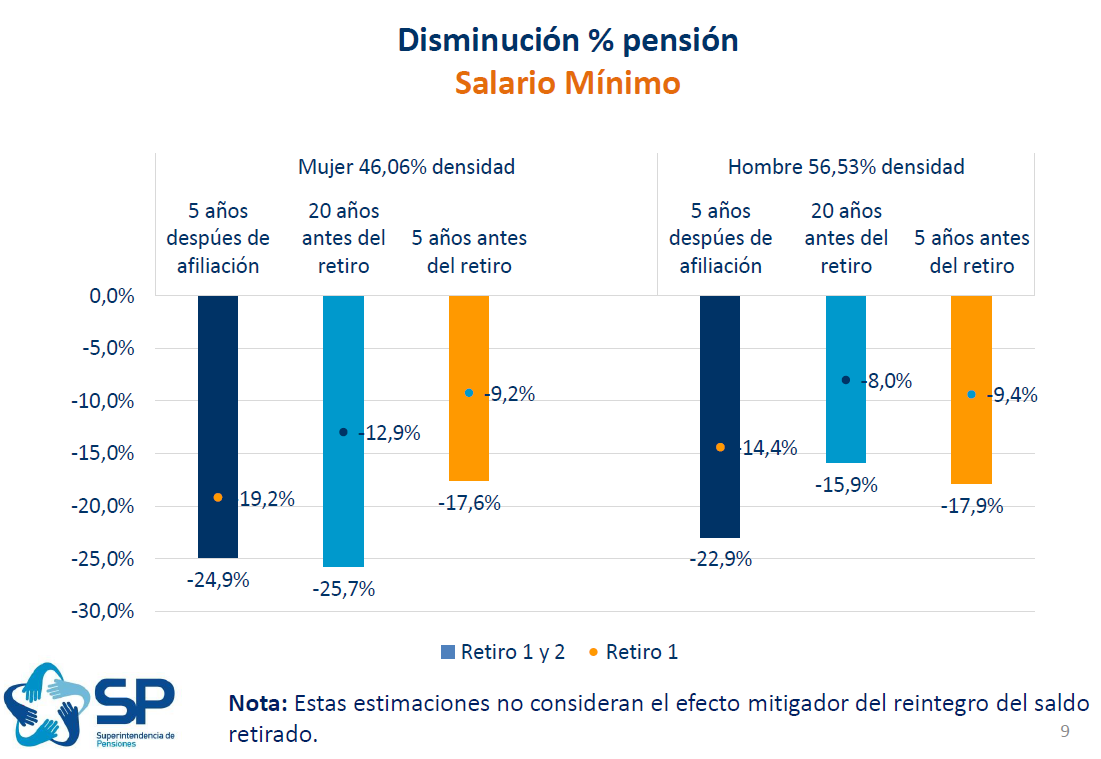 Disminución % pensión
Salario Mínimo
Mujer 46,06% densidad
Hombre 56,53% densidad
5 años
despúes de
afiliación
20 años
antes del
retiro
5 años antes
del retiro
5 años
despúes de
afiliación
20 años
antes del
retiro
5 años antes
del retiro
0,0%
-5,0%
-10,0%
-15,0%
-20,0%
-25,0%
-30,0%
-19,2%
-24,9%
-12,9%
-25,7%
-9,2%
-17,6%
-14,4%
-22,9%
-8,0%
-15,9%
-9,4%
-17,9%
Retiro 1 y 2
Retiro 1
SP
Superintendencia de
Pensiones
Nota: Estas estimaciones no consideran el efecto mitigador del reintegro del saldo
retirado.
9